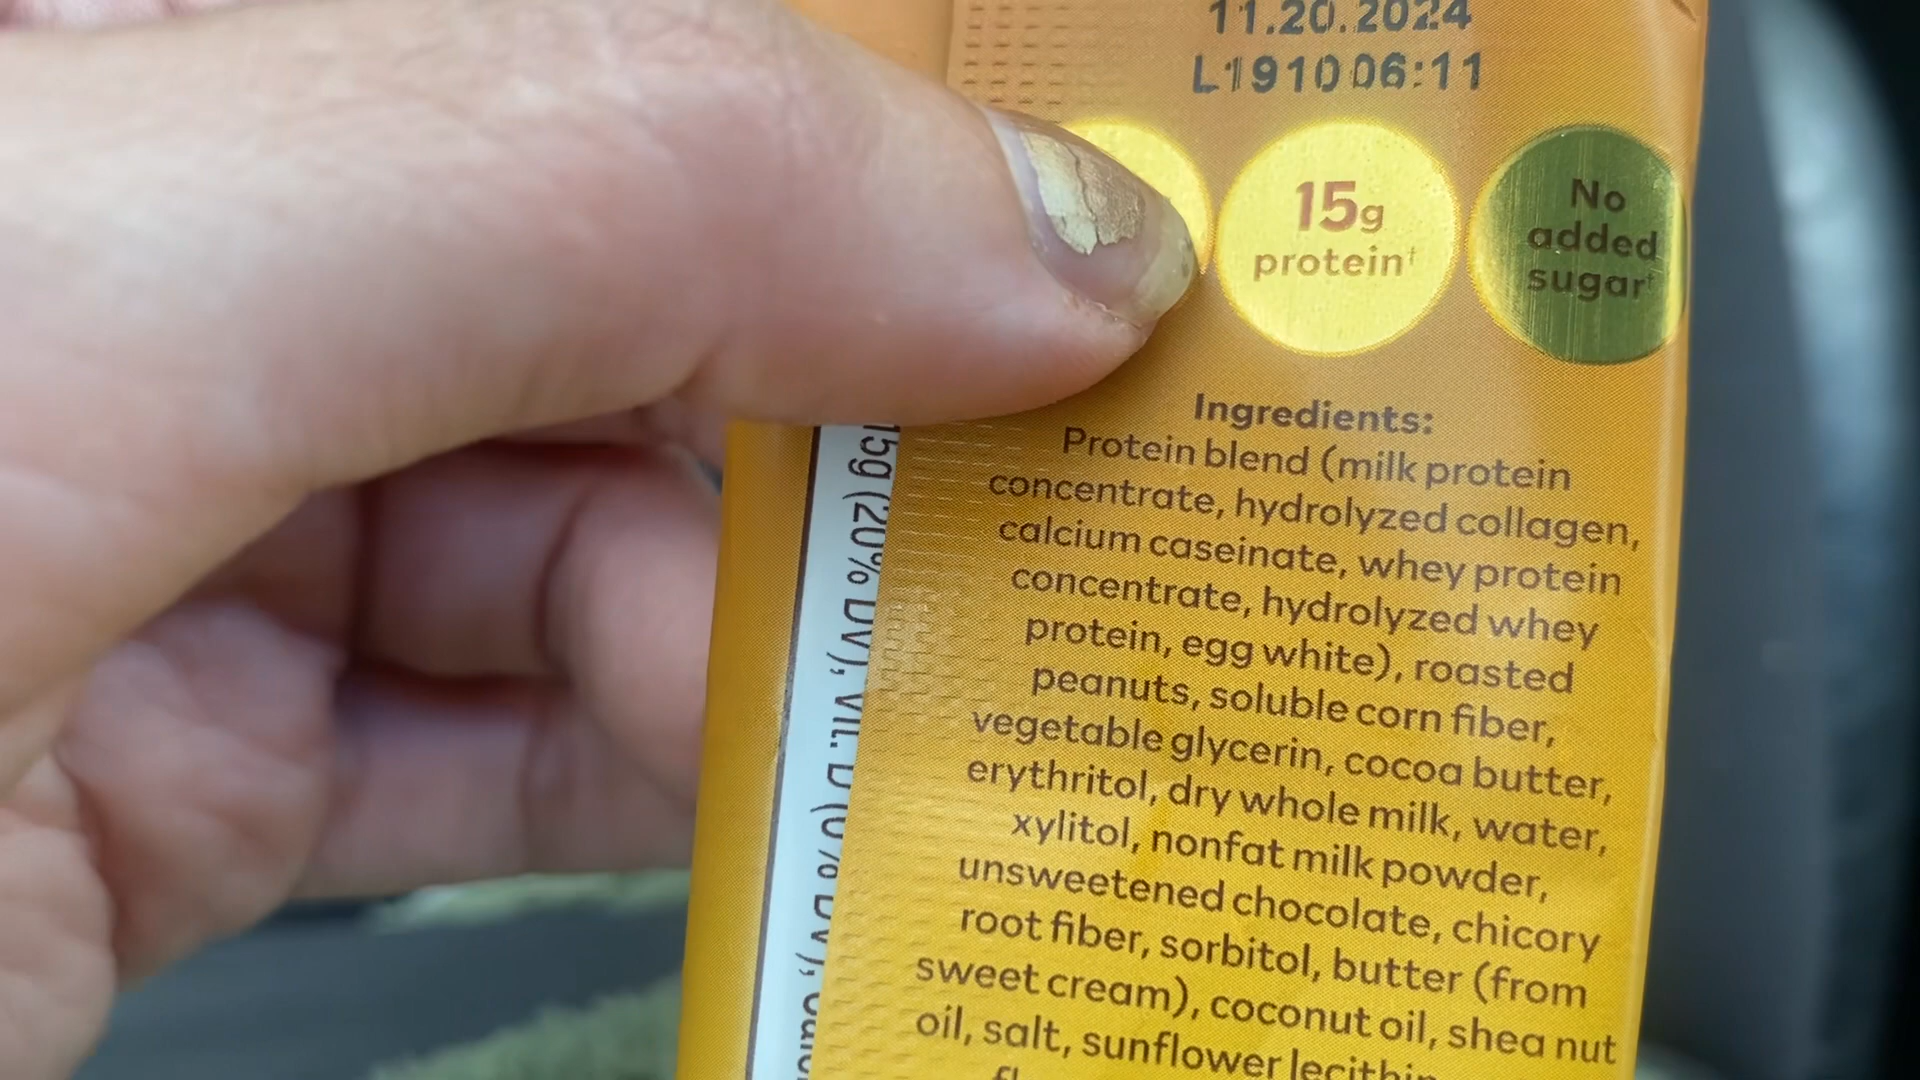 11.20.2024
L1910 06:11
15g
protein†
No
added
sugar†
Ingredients:
Protein blend (milk protein
concentrate, hydrolyzed collagen,
calcium caseinate, whey protein
concentrate, hydrolyzed whey
protein, egg white), roasted
peanuts, soluble corn fiber,
vegetable glycerin, cocoa butter,
erythritol, dry whole milk, water,
xylitol, nonfat milk powder,
unsweetened chocolate, chicory
root fiber, sorbitol, butter (from
sweet cream), coconut oil, shea nut
oil, salt, sunflower lecithin
15g (20% DV), Vit. D (0% DV),